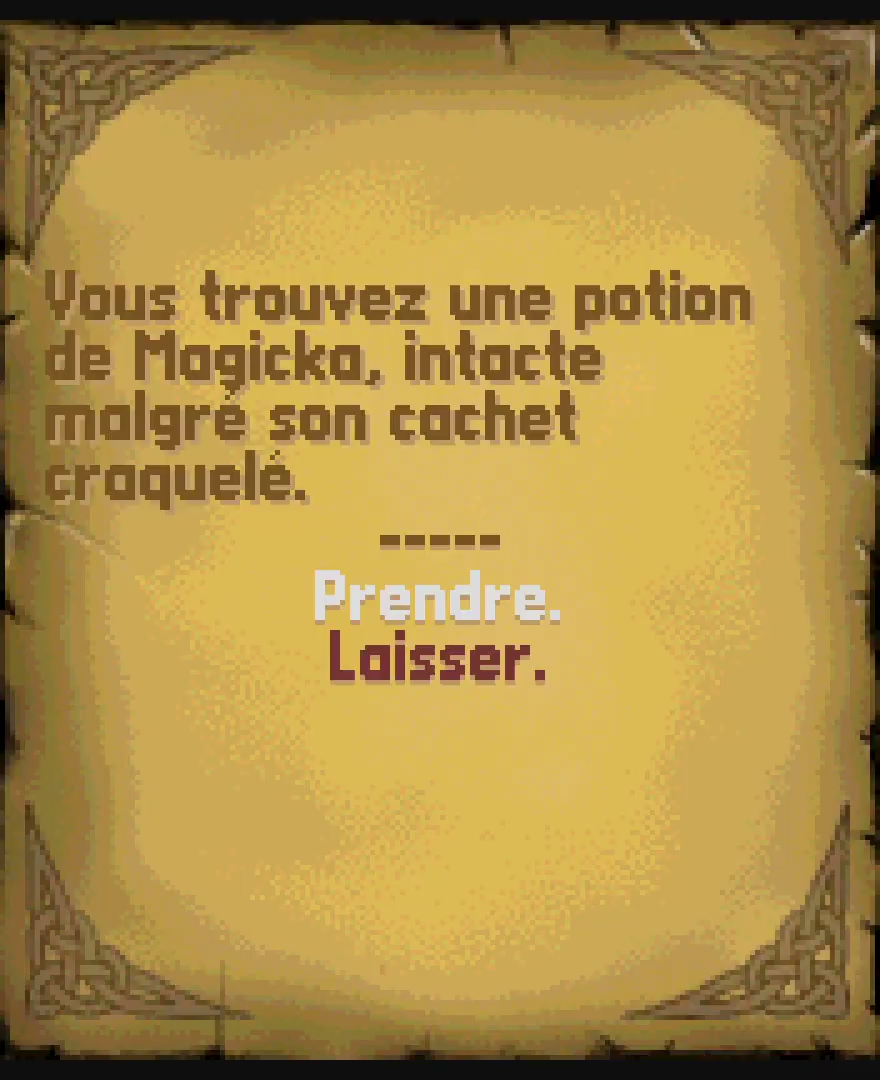 Vous trouvez une potion
de Magicka, intacte
malgré son cachet
craquelé.
-----
Prendre.
Laisser.